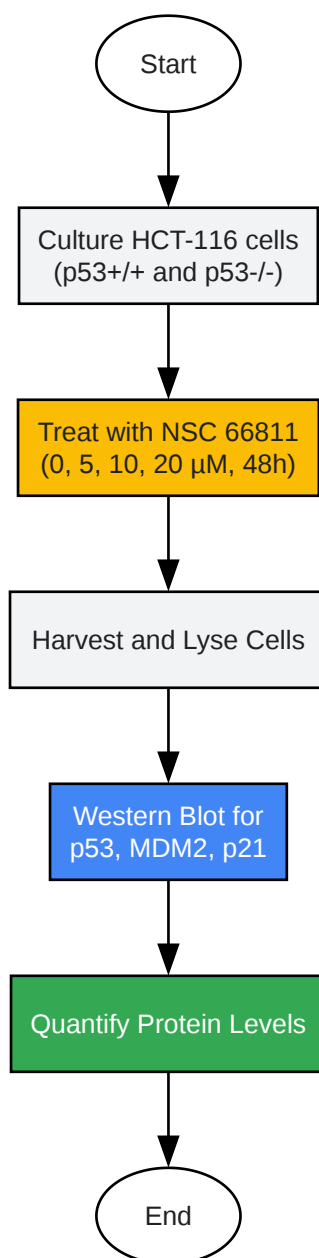 Start
Culture HCT-116 cells
(p53+/+ and p53-/-)
Treat with NSC 66811
(0, 5, 10, 20 µM, 48h)
Harvest and Lyse Cells
Western Blot for
p53, MDM2, p21
Quantify Protein Levels
End